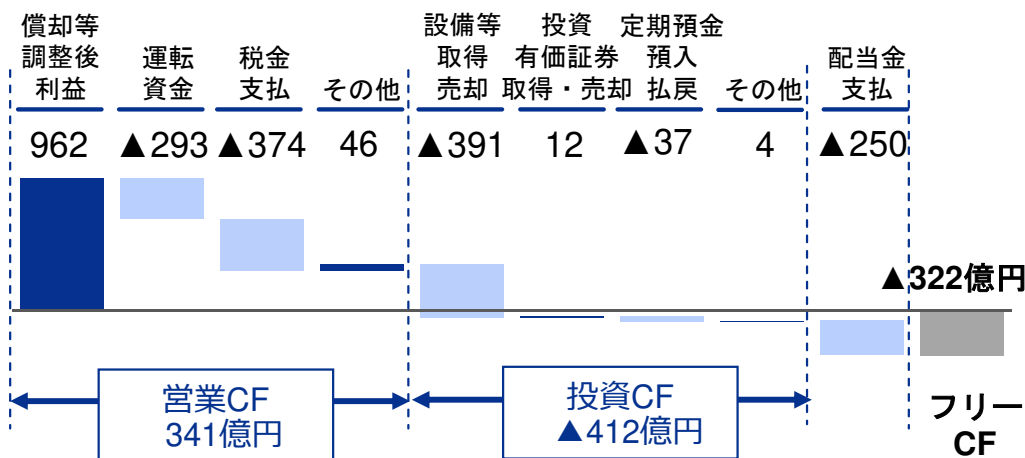 償却等
調整後
利益
運転
資金
税金
支払
その他
設備等
取得
売却
投資
有価証券
取得・売却
定期預金
預入
払戻
その他
配当金
支払
962
▲293
▲374
46
▲391
12
▲37
4
▲250
▲322億円
営業CF
341億円
投資CF
▲412億円
フリー
CF